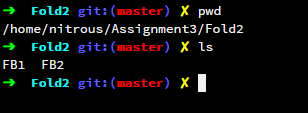 ➜  Fold2 git:(master) ✗ pwd
/home/nitrous/Assignment3/Fold2
➜  Fold2 git:(master) ✗ ls
FB1  FB2
➜  Fold2 git:(master) ✗